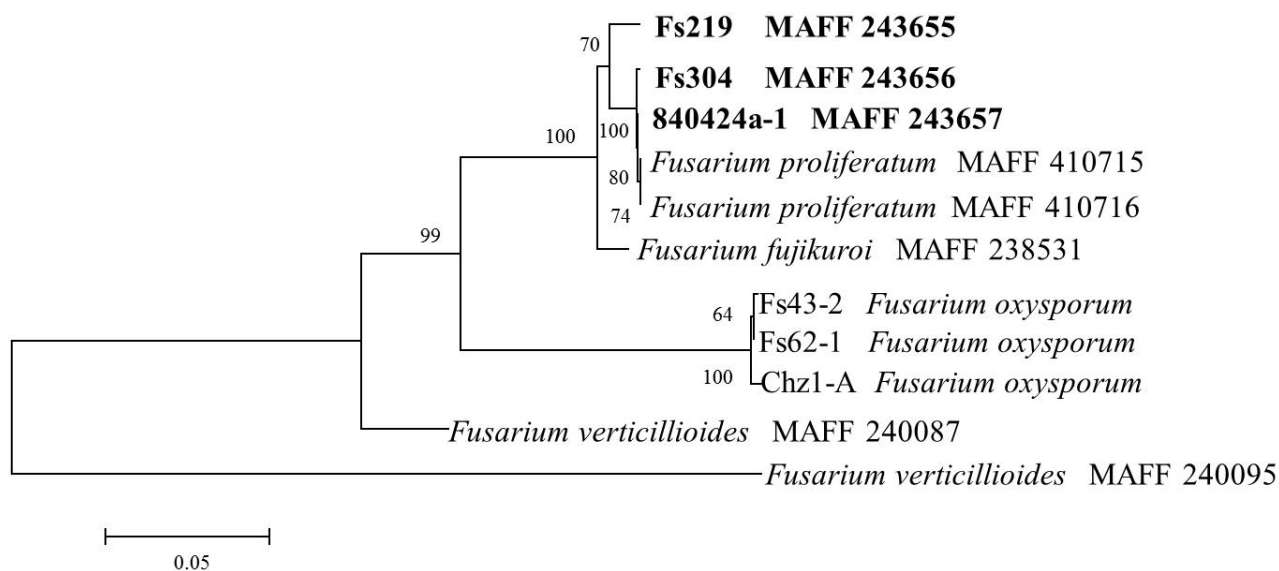 Fs219 MAFF 243655
70
Fs304 MAFF 243656
840424a-1 MAFF 243657
100
100
Fusarium proliferatum MAFF 410715
80
Fusarium proliferatum MAFF 410716
74
99
Fusarium fujikuroi MAFF 238531
Fs43-2 Fusarium oxysporum
64
Fs62-1 Fusarium oxysporum
100
Chz1-A Fusarium oxysporum
Fusarium verticillioides MAFF 240087
Fusarium verticillioides MAFF 240095
0.05